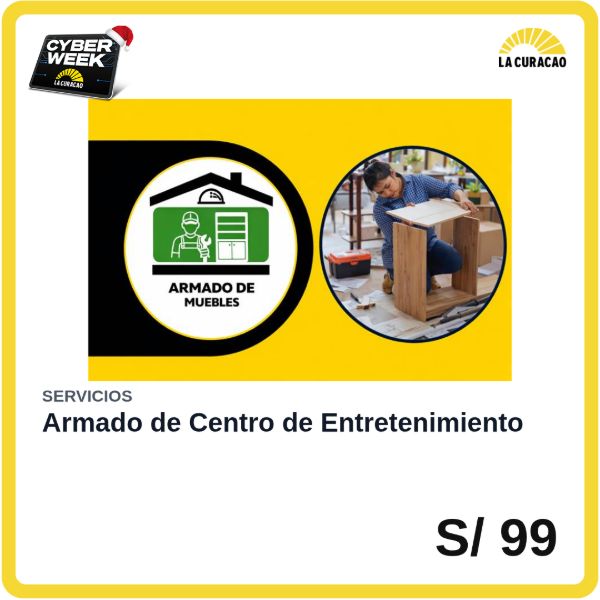 CYBER
WEEK
LA CURACAO
LA CURACAO
ARMADO DE
MUEBLES
SERVICIOS
Armado de Centro de Entretenimiento
S/ 99